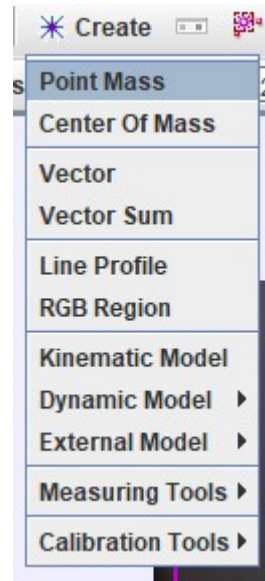 Create
Point Mass
Center Of Mass
Vector
Vector Sum
Line Profile
RGB Region
Kinematic Model
Dynamic Model
External Model
Measuring Tools
Calibration Tools